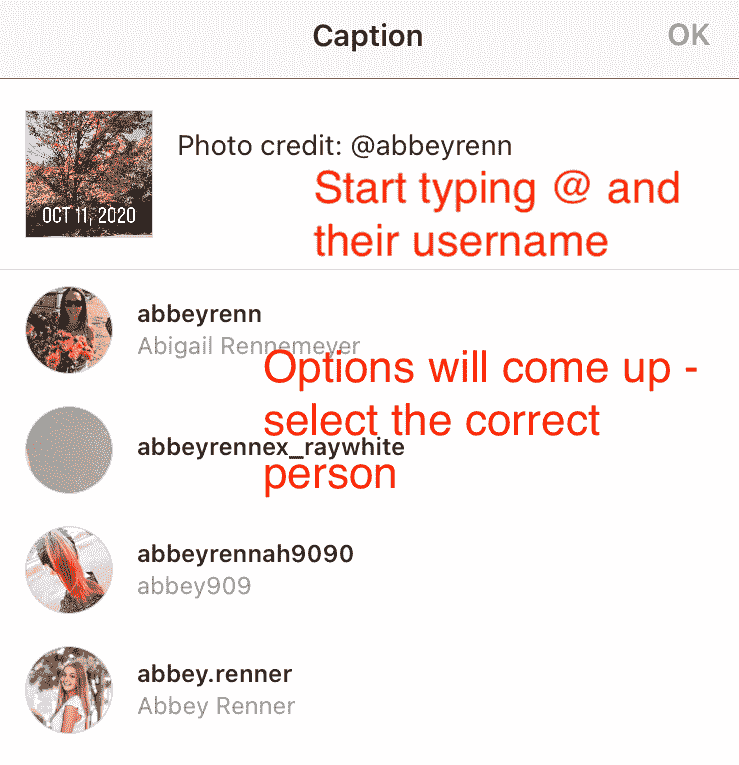 Caption
OK
Photo credit: @abbeyrenn
OCT 11, 2020
Start typing @ and
their username
abbeyrenn
Abigail Rennemeyer
Options will come up -
select the correct
person
abbeyrennex_raywhite
abbeyrennah9090
abbey909
abbey.renner
Abbey Renner